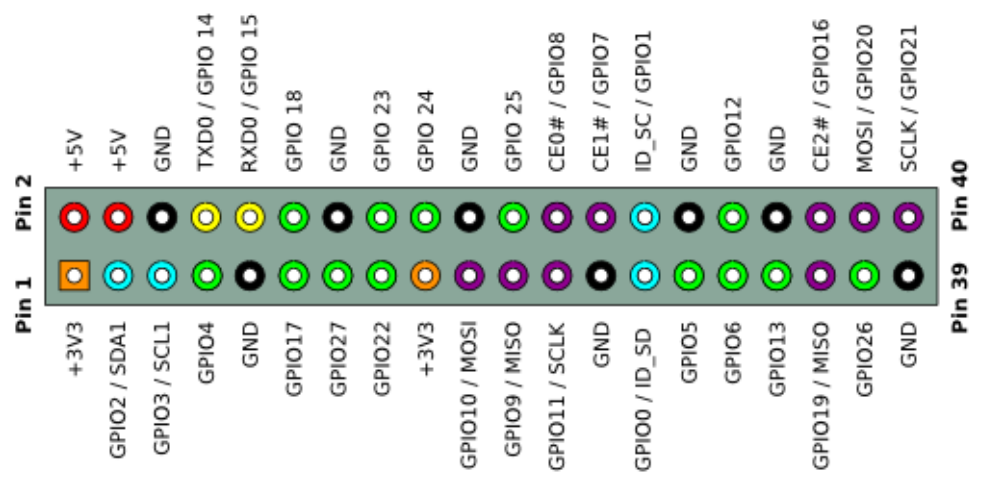 +5V
+5V
GND
TXD0 / GPIO 14
RXD0 / GPIO 15
GPIO 18
GND
GPIO 23
GPIO 24
GND
GPIO 25
CE0# / GPIO8
CE1# / GPIO7
ID_SC / GPIO1
GND
GPIO12
GND
CE2# / GPIO16
MOSI / GPIO20
SCLK / GPIO21
Pin 2
Pin 40
Pin 1
Pin 39
+3V3
GPIO2 / SDA1
GPIO3 / SCL1
GPIO4
GND
GPIO17
GPIO27
GPIO22
+3V3
GPIO10 / MOSI
GPIO9 / MISO
GPIO11 / SCLK
GND
GPIO0 / ID_SD
GPIO5
GPIO6
GPIO13
GPIO19 / MISO
GPIO26
GND